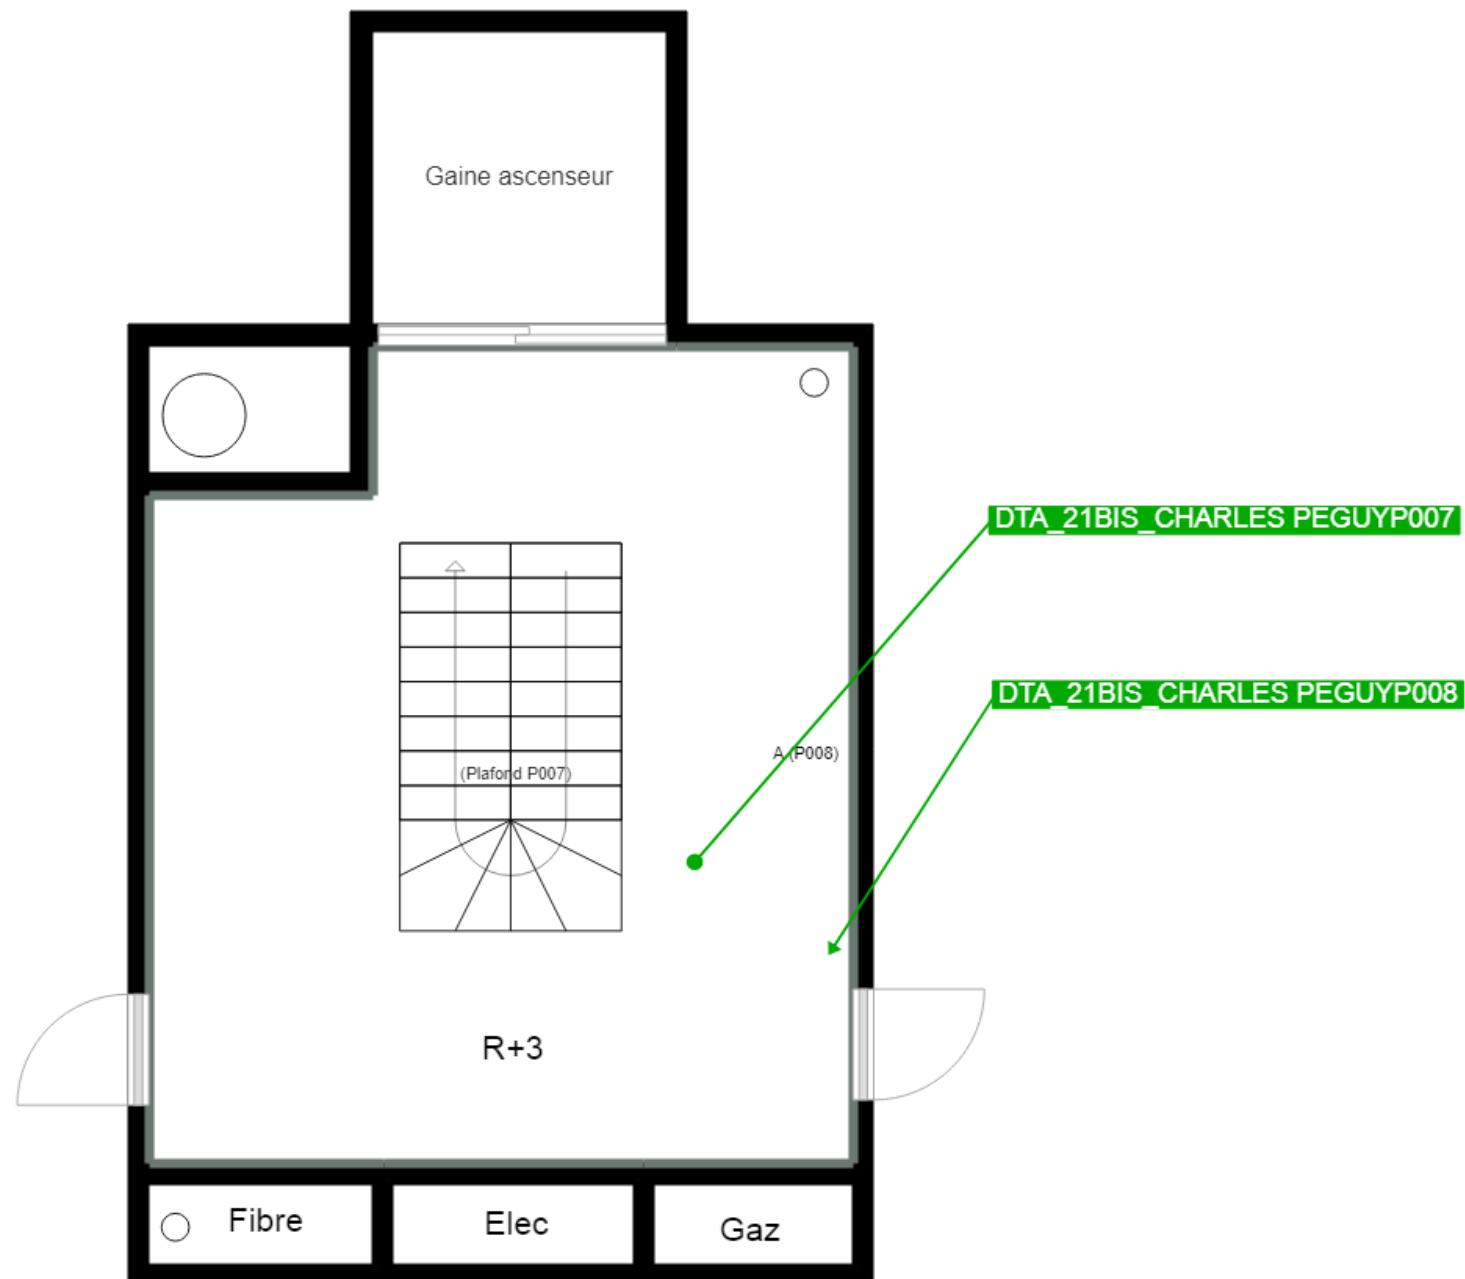 Gaine ascenseur
DTA_21BIS_CHARLES PEGUYP007
DTA_21BIS_CHARLES PEGUYP008
A (P008)
(Plafond P007)
R+3
Fibre
Elec
Gaz